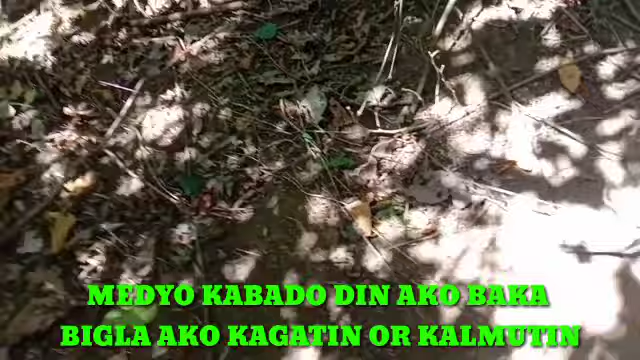 MEDYO KABADO DIN AKO BAKA
BIGLA AKO KAGATIN OR KALMUTIN